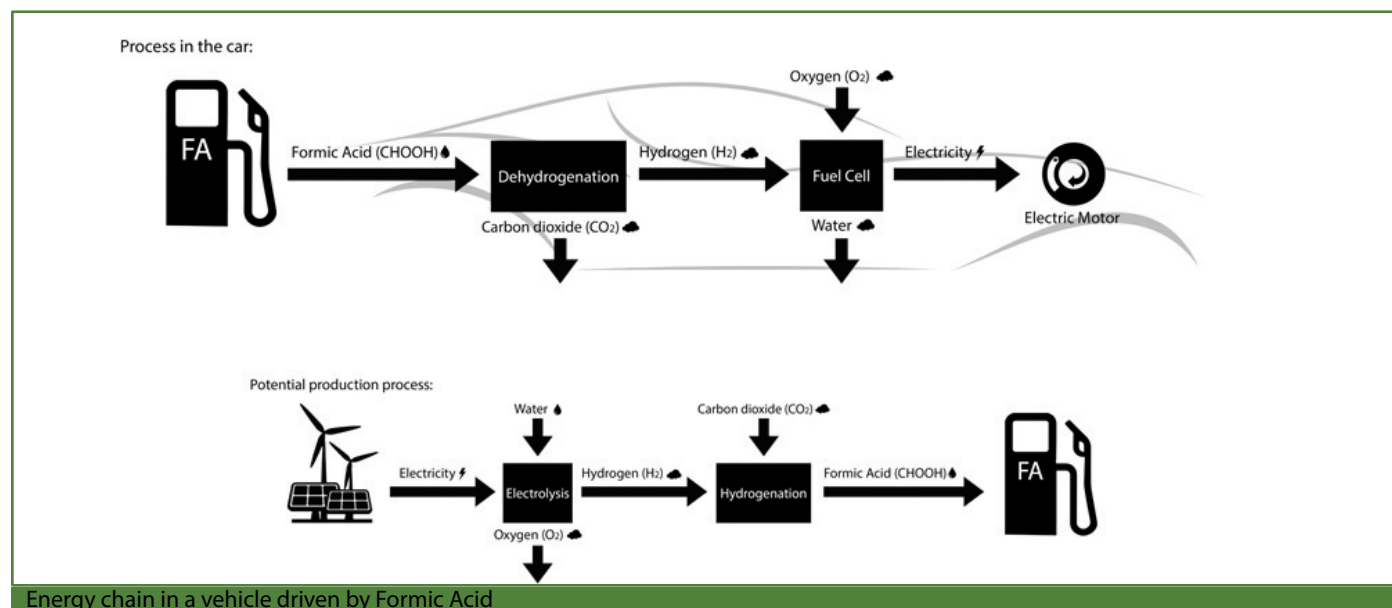 Process in the car:
Oxygen (O2)
FA
Formic Acid (CHOOH)
Hydrogen (H2)
Electricity
Dehydrogenation
Fuel Cell
Carbon dioxide (CO2)
Water
Electric Motor
Potential production process:
Water
Carbon dioxide (CO2)
Electricity
Hydrogen (H2)
Formic Acid (CHOOH)
FA
Electrolysis
Hydrogenation
Oxygen (O2)
Energy chain in a vehicle driven by Formic Acid